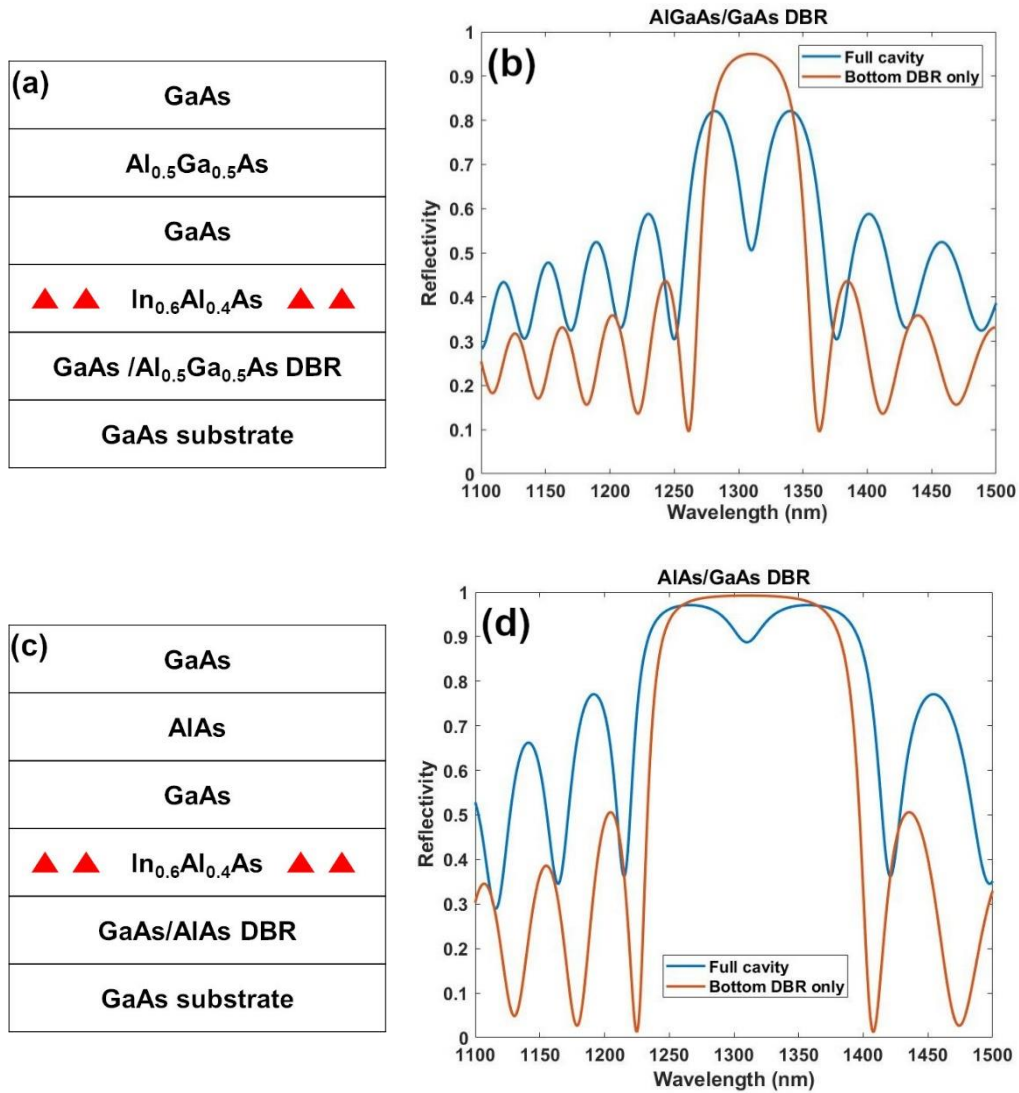 (a)
GaAs
Al0.5Ga0.5As
GaAs
In0.6Al0.4As
GaAs /Al0.5Ga0.5As DBR
GaAs substrate
AlGaAs/GaAs DBR
(b)
Full cavity
Bottom DBR only
Reflectivity
1
0.9
0.8
0.7
0.6
0.5
0.4
0.3
0.2
0.1
0
1100 1150 1200 1250 1300 1350 1400 1450 1500
Wavelength (nm)
(c)
GaAs
AlAs
GaAs
In0.6Al0.4As
GaAs/AlAs DBR
GaAs substrate
AlAs/GaAs DBR
(d)
Reflectivity
1
0.9
0.8
0.7
0.6
0.5
0.4
0.3
0.2
0.1
0
Full cavity
Bottom DBR only
1100 1150 1200 1250 1300 1350 1400 1450 1500
Wavelength (nm)